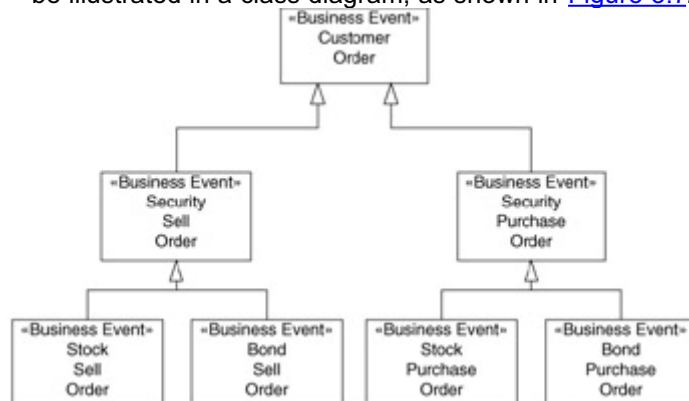 be illustrated in a class diagram, as shown in Figure 3.7.
«Business Event»
Customer
Order
«Business Event»
Security
Sell
Order
«Business Event»
Security
Purchase
Order
«Business Event»
Stock
Sell
Order
«Business Event»
Bond
Sell
Order
«Business Event»
Stock
Purchase
Order
«Business Event»
Bond
Purchase
Order